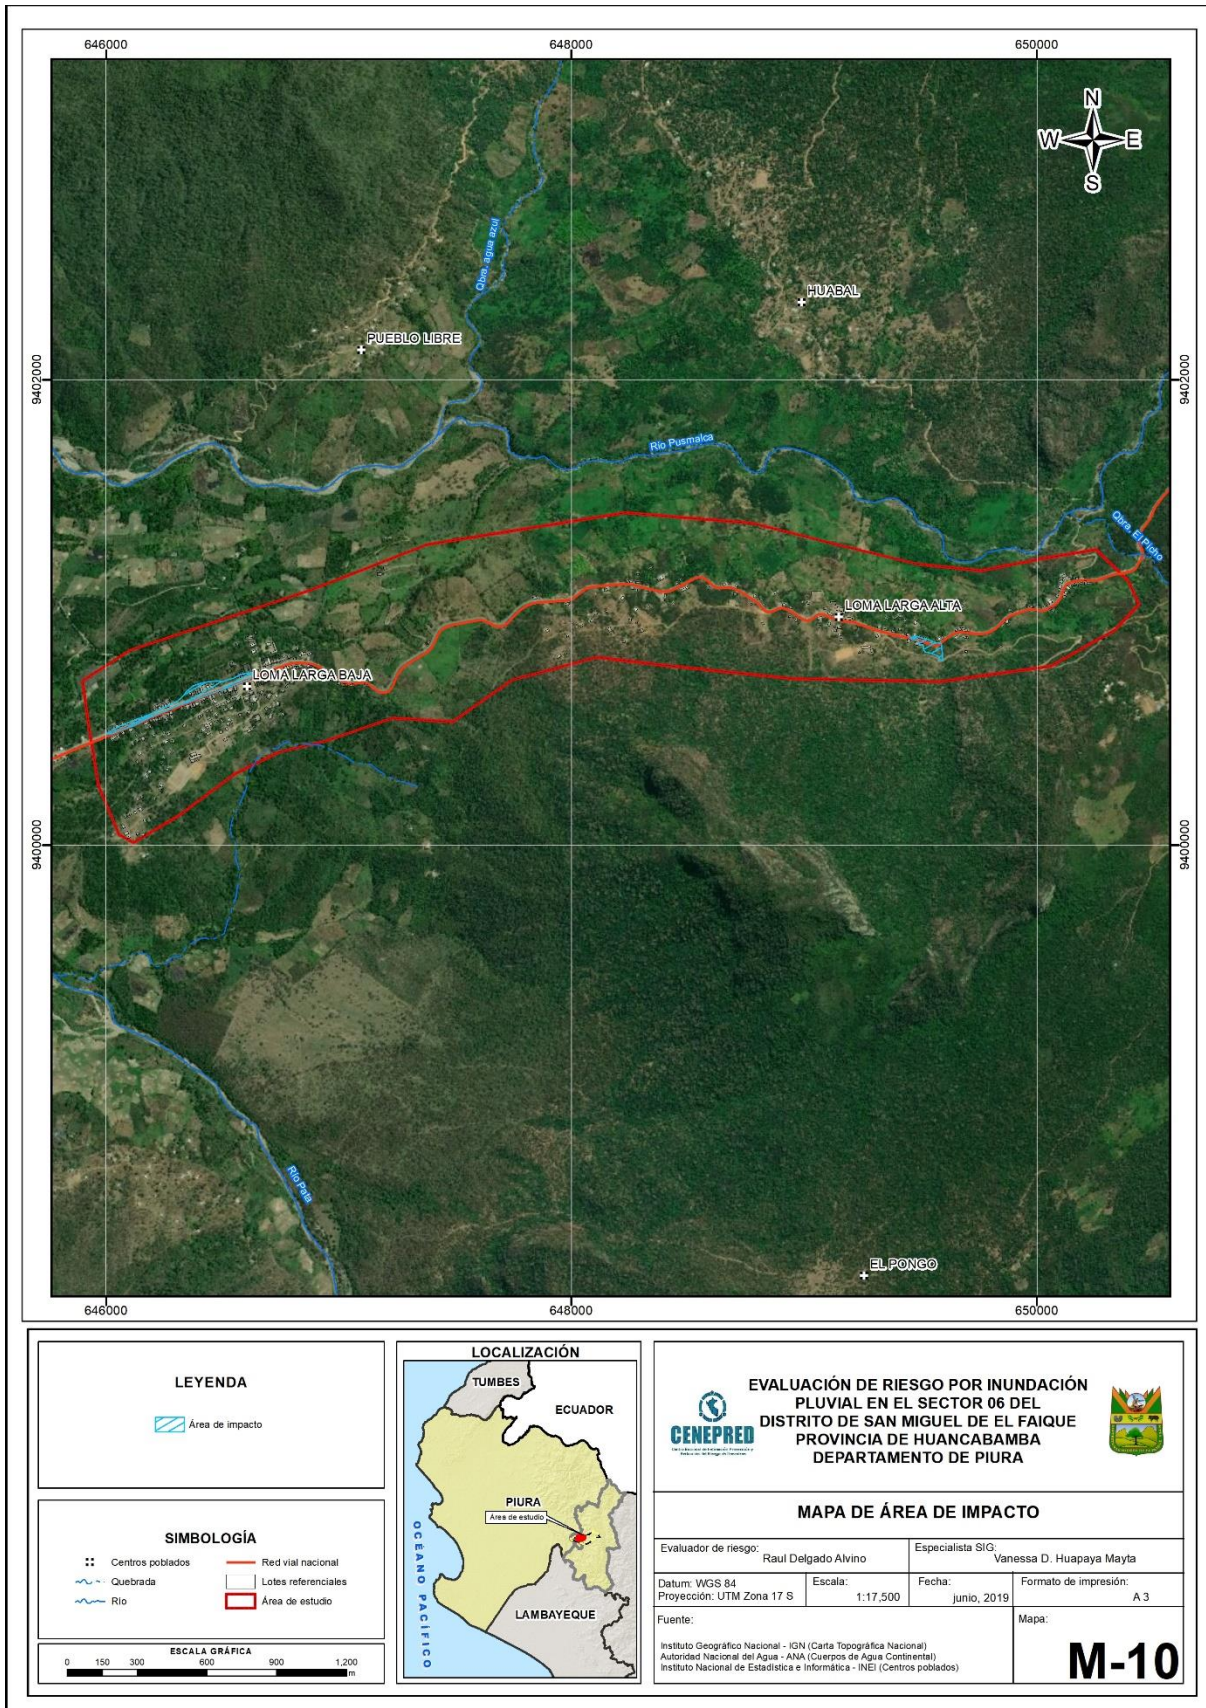 646000
648000
650000
N
W
E
S
Qbra. agua azul
HUABAL
PUEBLO LIBRE
9402000
9402000
Río Pusmalca
Qbra. El Picho
LOMA LARGA ALTA
LOMA LARGA BAJA
9400000
9400000
Río Pata
EL PONGO
646000
648000
650000
LEYENDA
Área de impacto
SIMBOLOGÍA
Centros poblados
Red vial nacional
Quebrada
Lotes referenciales
Río
Área de estudio
ESCALA GRÁFICA
0 150 300 600 900 1,200
m
LOCALIZACIÓN
TUMBES
ECUADOR
PIURA
Área de estudio
OCÉANO PACÍFICO
LAMBAYEQUE
CENEPRED
EVALUACIÓN DE RIESGO POR INUNDACIÓN
PLUVIAL EN EL SECTOR 06 DEL
DISTRITO DE SAN MIGUEL DE EL FAIQUE
PROVINCIA DE HUANCABAMBA
DEPARTAMENTO DE PIURA
MAPA DE ÁREA DE IMPACTO
Evaluador de riesgo:
Raul Delgado Alvino
Especialista SIG:
Vanessa D. Huapaya Mayta
Datum: WGS 84
Proyección: UTM Zona 17 S
Escala:
1:17,500
Fecha:
junio, 2019
Formato de impresión:
A 3
Fuente:
Instituto Geográfico Nacional - IGN (Carta Topográfica Nacional)
Autoridad Nacional del Agua - ANA (Cuerpos de Agua Continental)
Instituto Nacional de Estadística e Informática - INEI (Centros poblados)
Mapa:
M-10